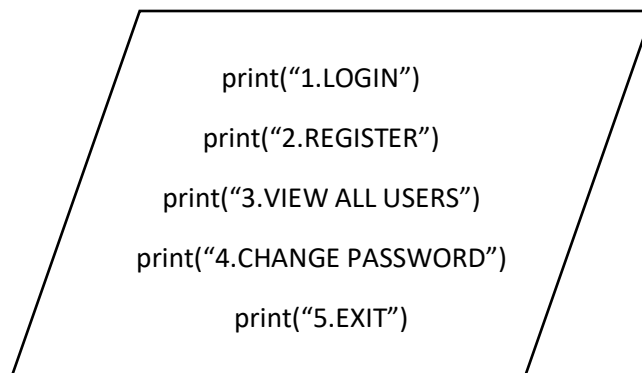 print(“1.LOGIN”)
print(“2.REGISTER”)
print(“3.VIEW ALL USERS”)
print(“4.CHANGE PASSWORD”)
print(“5.EXIT”)